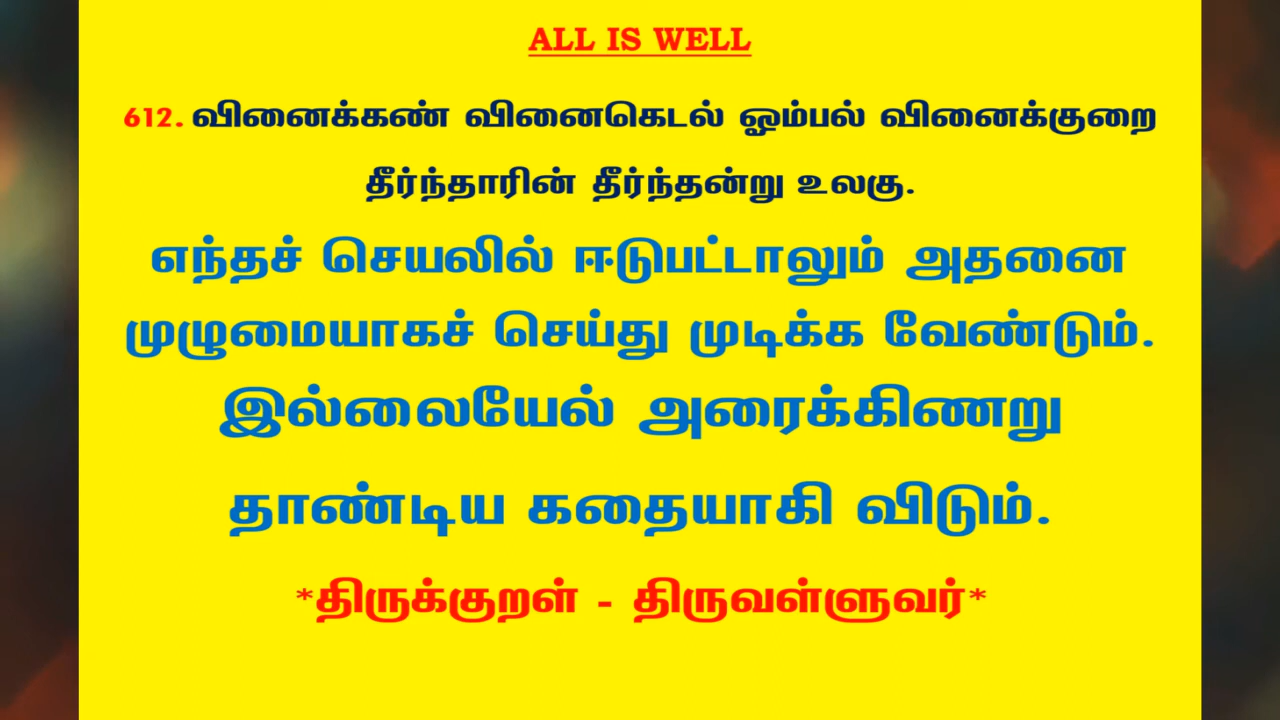 ALL IS WELL
612. வினைக்கண் வினைகெடல் ஓம்பல் வினைக்குறை
தீர்ந்தாரின் தீர்ந்தன்று உலகு.
எந்தச் செயலில் ஈடுபட்டாலும் அதனை
முழுமையாகச் செய்து முடிக்க வேண்டும்.
இல்லையேல் அரைக்கிணறு
தாண்டிய கதையாகி விடும்.
*திருக்குறள் - திருவள்ளுவர்*